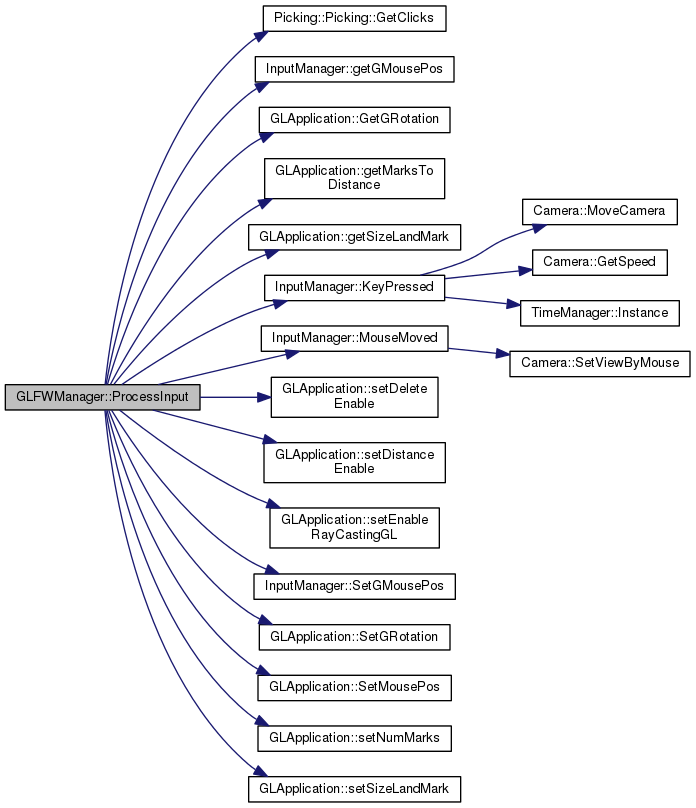 Picking::Picking::GetClicks
InputManager::getGMousePos
GLApplication::GetGRotation
GLApplication::getMarksTo
Distance
GLApplication::getSizeLandMark
InputManager::KeyPressed
Camera::MoveCamera
Camera::GetSpeed
TimeManager::Instance
InputManager::MouseMoved
Camera::SetViewByMouse
GLFWManager::ProcessInput
GLApplication::setDelete
Enable
GLApplication::setDistance
Enable
GLApplication::setEnable
RayCastingGL
InputManager::SetGMousePos
GLApplication::SetGRotation
GLApplication::SetMousePos
GLApplication::setNumMarks
GLApplication::setSizeLandMark